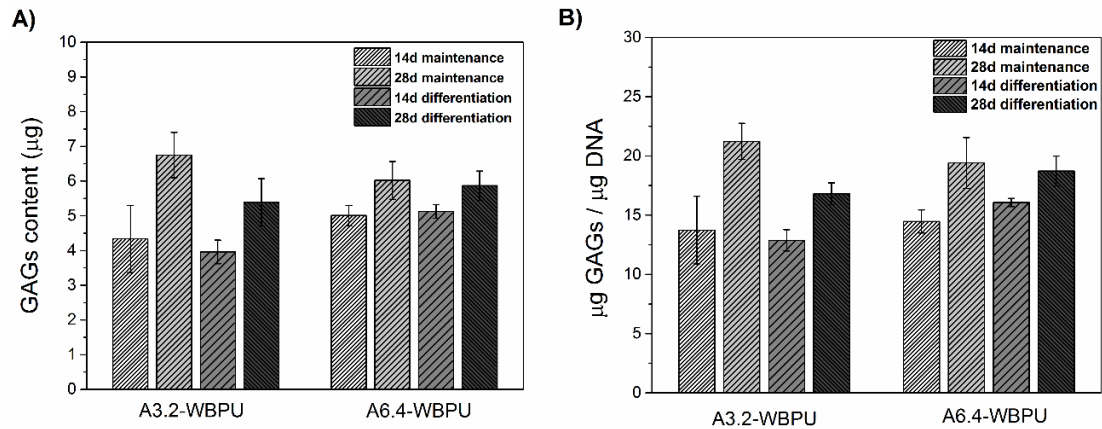 A)
GAGs content (μg)
10
9
8
7
6
5
4
3
2
1
0
14d maintenance
28d maintenance
14d differentiation
28d differentiation
A3.2-WBPU
A6.4-WBPU
B)
μg GAGs / μg DNA
30
25
20
15
10
5
0
14d maintenance
28d maintenance
14d differentiation
28d differentiation
A3.2-WBPU
A6.4-WBPU